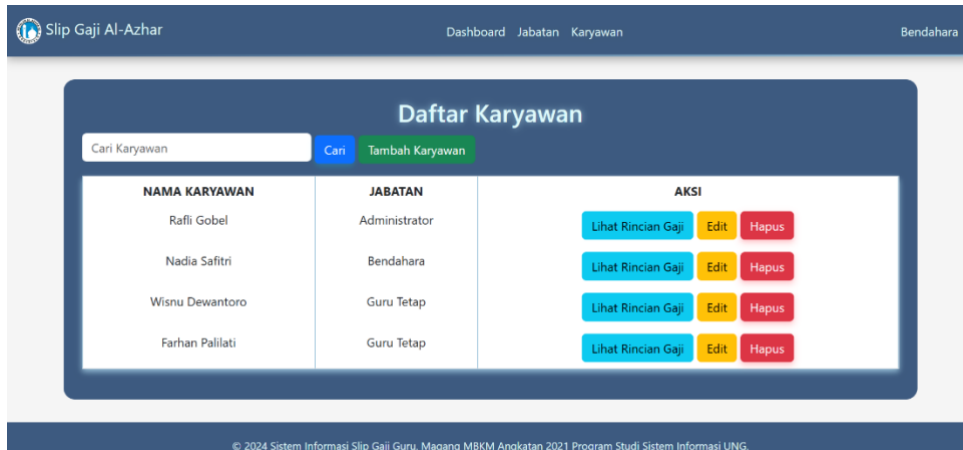 Slip Gaji Al-Azhar Dashboard Jabatan Karyawan Bendahara
Daftar Karyawan
Cari Karyawan Cari Tambah Karyawan
NAMA KARYAWAN JABATAN AKSI
Rafli Gobel Administrator Lihat Rincian Gaji Edit Hapus
Nadia Safitri Bendahara Lihat Rincian Gaji Edit Hapus
Wisnu Dewantoro Guru Tetap Lihat Rincian Gaji Edit Hapus
Farhan Palilati Guru Tetap Lihat Rincian Gaji Edit Hapus
© 2024 Sistem Informasi Slip Gaji Guru. Magang MBKM Angkatan 2021 Program Studi Sistem Informasi UNG.